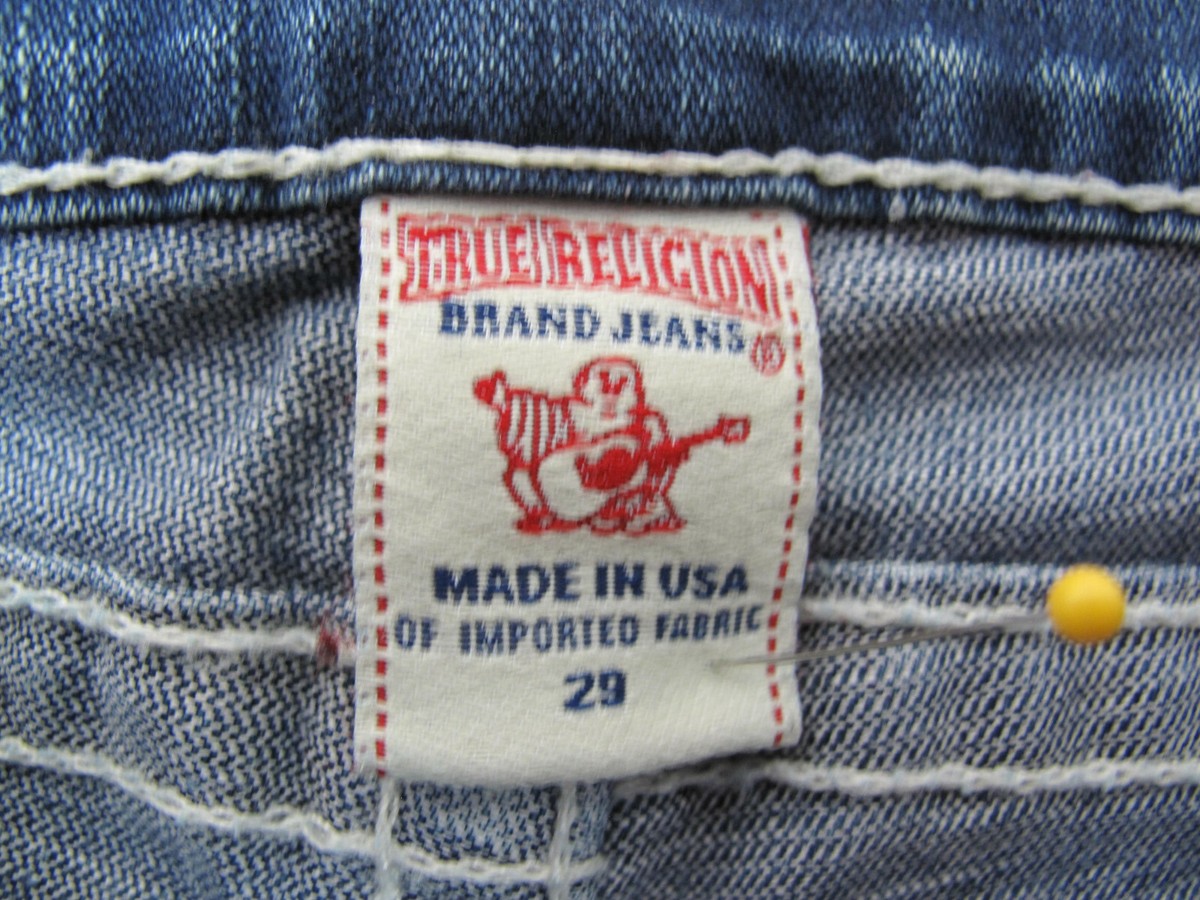 TRUE RELIGION
BRAND JEANS®
MADE IN USA
OF IMPORTED FABRIC
29